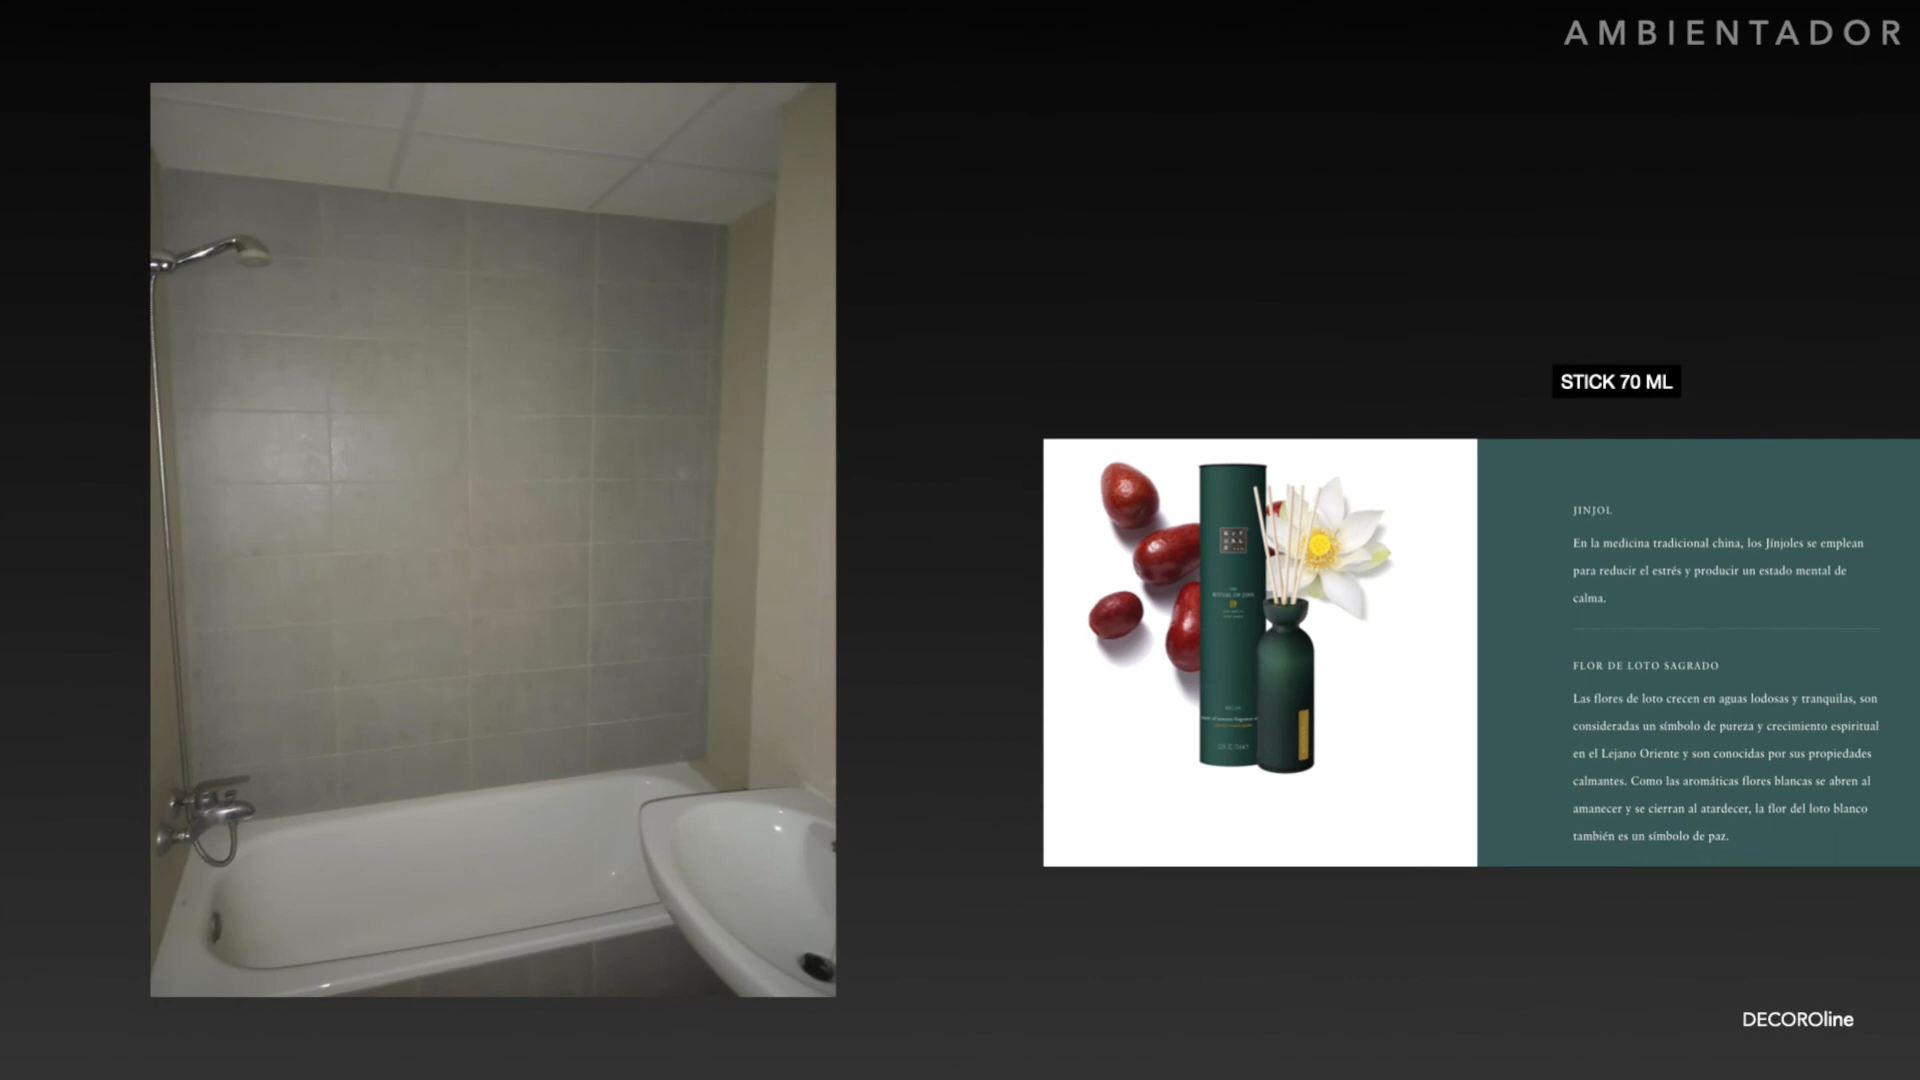 AMBIENTADOR
STICK 70 ML
RITUALS
RITUAL OF JING
JINJOL
En la medicina tradicional china, los Jínjoles se emplean
para reducir el estrés y producir un estado mental de
calma.
FLOR DE LOTO SAGRADO
Las flores de loto crecen en aguas lodosas y tranquilas, son
consideradas un símbolo de pureza y crecimiento espiritual
en el Lejano Oriente y son conocidas por sus propiedades
calmantes. Como las aromáticas flores blancas se abren al
amanecer y se cierran al atardecer, la flor del loto blanco
también es un símbolo de paz.
DECOROline